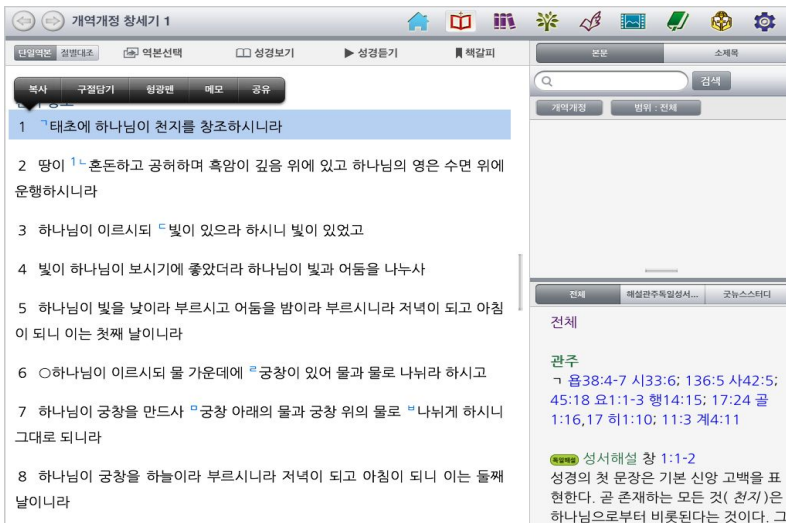 개역개정 창세기 1
단일역본 절별대조 역본선택 성경보기 ▶ 성경듣기 책갈피
복사 구절담기 형광펜 메모 공유
1 ㄱ태초에 하나님이 천지를 창조하시니라
2 땅이 1ㄴ혼돈하고 공허하며 흑암이 깊음 위에 있고 하나님의 영은 수면 위에
운행하시니라
3 하나님이 이르시되 ㄷ빛이 있으라 하시니 빛이 있었고
4 빛이 하나님이 보시기에 좋았더라 하나님이 빛과 어둠을 나누사
5 하나님이 빛을 낮이라 부르시고 어둠을 밤이라 부르시니라 저녁이 되고 아침
이 되니 이는 첫째 날이니라
6 ○하나님이 이르시되 물 가운데에 ㄹ궁창이 있어 물과 물로 나뉘라 하시고
7 하나님이 궁창을 만드사 ㅁ궁창 아래의 물과 궁창 위의 물로 ㅂ나뉘게 하시니
그대로 되니라
8 하나님이 궁창을 하늘이라 부르시니라 저녁이 되고 아침이 되니 이는 둘째
날이니라
본문 소제목
검색
개역개정 범위 : 전체
전체 해설관주독일성서... 굿뉴스스터디
전체
관주
ㄱ 욥38:4-7 시33:6; 136:5 사42:5;
45:18 요1:1-3 행14:15; 17:24 골
1:16,17 히1:10; 11:3 계4:11
독일해설 성서해설 창 1:1-2
성경의 첫 문장은 기본 신앙 고백을 표
현한다. 곧 존재하는 모든 것( 천지 )은
하나님으로부터 비롯된다는 것이다. 그